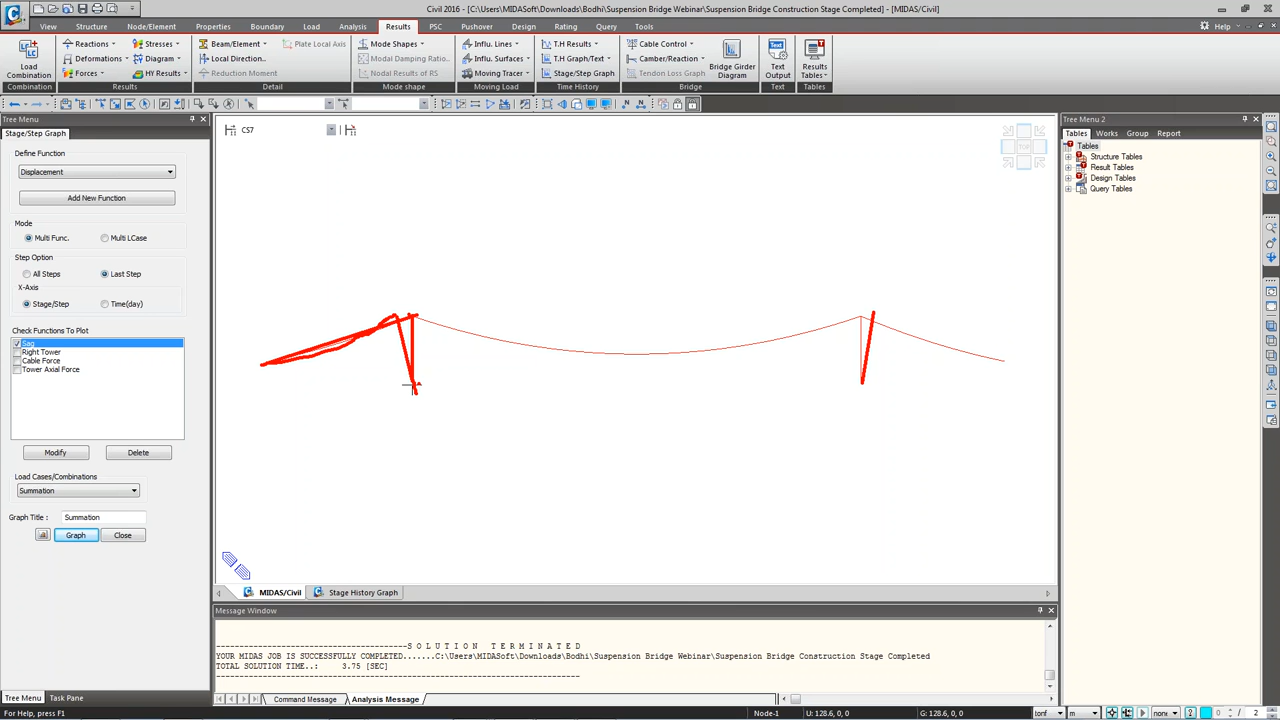 Civil 2016 - [C:\Users\MIDASoft\Downloads\Bodhi\Suspension Bridge Webinar\Suspension Bridge Construction Stage Completed] - [MIDAS/Civil]
View Structure Node/Element Properties Boundary Load Analysis Results PSC Pushover Design Rating Query Tools Help
Load Combination
Combination
Reactions
Deformations
Forces
Stresses
Diagram
HY Results
Results
Beam/Element
Local Direction..
Reduction Moment
Plate Local Axis
Detail
Mode Shapes
Modal Damping Ratio..
Nodal Results of RS
Mode shape
Influ. Lines
Influ. Surfaces
Moving Tracer
Moving Load
T.H Results
T.H Graph/Text
Stage/Step Graph
Time History
Cable Control
Camber/Reaction
Tendon Loss Graph
Bridge Girder Diagram
Bridge
Text Output
Text
Results Tables
Tables
Tree Menu
Stage/Step Graph
Define Function
Displacement
Add New Function
Mode
Multi Func. Multi LCase
Step Option
All Steps Last Step
X-Axis
Stage/Step Time(day)
Check Functions To Plot
Sag
Right Tower
Cable Force
Tower Axial Force
Modify Delete
Load Cases/Combinations
Summation
Graph Title : Summation
Graph Close
Tree Menu Task Pane
CS7
TOP
MIDAS/Civil Stage History Graph
Message Window
---------------------------------------S O L U T I O N   T E R M I N A T E D
YOUR MIDAS JOB IS SUCCESSFULLY COMPLETED......C:\Users\MIDASoft\Downloads\Bodhi\Suspension Bridge Webinar\Suspension Bridge Construction Stage Completed
TOTAL SOLUTION TIME..: 3.75 [SEC]
Command Message Analysis Message
Tree Menu 2
Tables Works Group Report
Tables
Structure Tables
Result Tables
Design Tables
Query Tables
For Help, press F1
Node-1
U: 128.6, 0, 0
G: 128.6, 0, 0
tonf
m
none
0 / 2